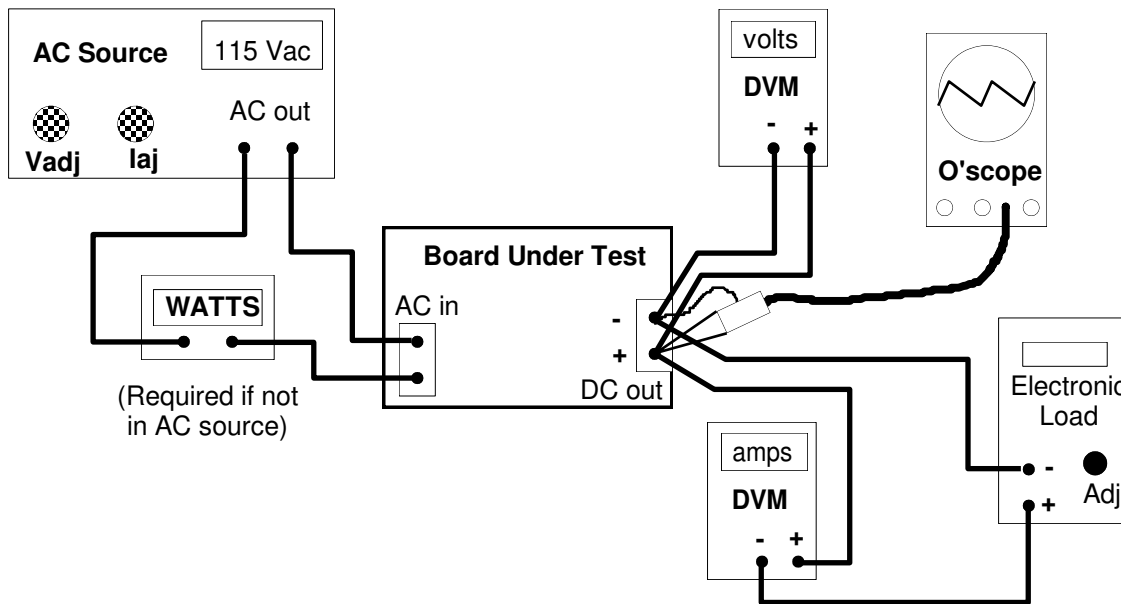 AC Source
115 Vac
AC out
Vadj
Iaj
volts
DVM
- +
O'scope
Board Under Test
WATTS
AC in
-
+
DC out
(Required if not
in AC source)
amps
DVM
- +
Electronic
Load
-
Adj
+